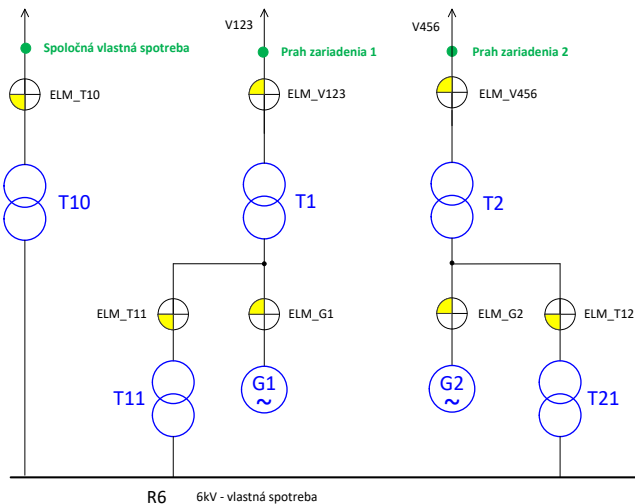 V123
V456
Spoločná vlastná spotreba
Prah zariadenia 1
Prah zariadenia 2
ELM_T10
ELM_V123
ELM_V456
T10
T1
T2
ELM_T11
ELM_G1
ELM_G2
ELM_T12
T11
G1
~
G2
~
T21
R6
6kV - vlastná spotreba